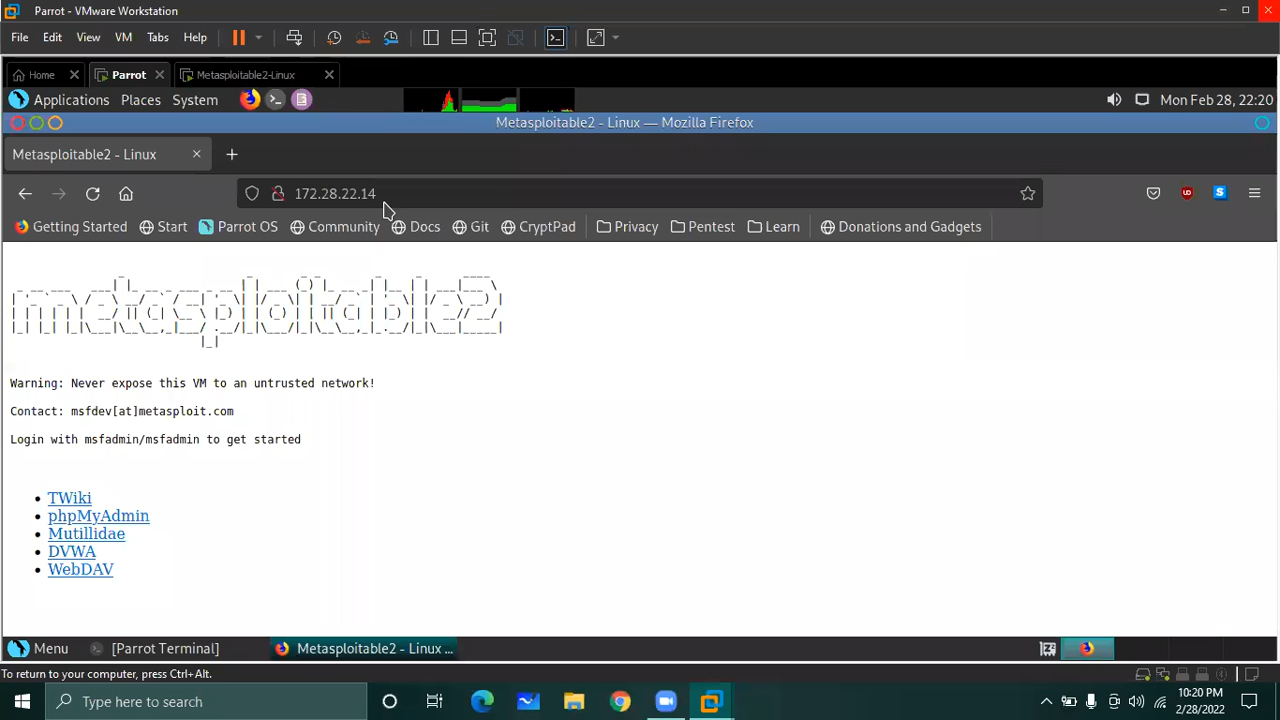 Parrot - VMware Workstation
File Edit View VM Tabs Help
Home Parrot Metasploitable2-Linux
Applications Places System Mon Feb 28, 22:20
Metasploitable2 - Linux — Mozilla Firefox
Metasploitable2 - Linux
172.28.22.14
Getting Started Start Parrot OS Community Docs Git CryptPad Privacy Pentest Learn Donations and Gadgets
metasploitable2
Warning: Never expose this VM to an untrusted network!
Contact: msfdev[at]metasploit.com
Login with msfadmin/msfadmin to get started
• TWiki
• phpMyAdmin
• Mutillidae
• DVWA
• WebDAV
Menu [Parrot Terminal] Metasploitable2 - Linux ...
To return to your computer, press Ctrl+Alt.
Type here to search
10:20 PM
2/28/2022